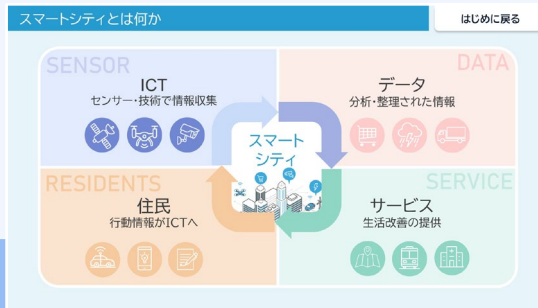 スマートシティとは何か
はじめに戻る
SENSOR
ICT
センサー・技術で情報収集
DATA
データ
分析・整理された情報
スマート
シティ
RESIDENTS
住民
行動情報がICTへ
SERVICE
サービス
生活改善の提供